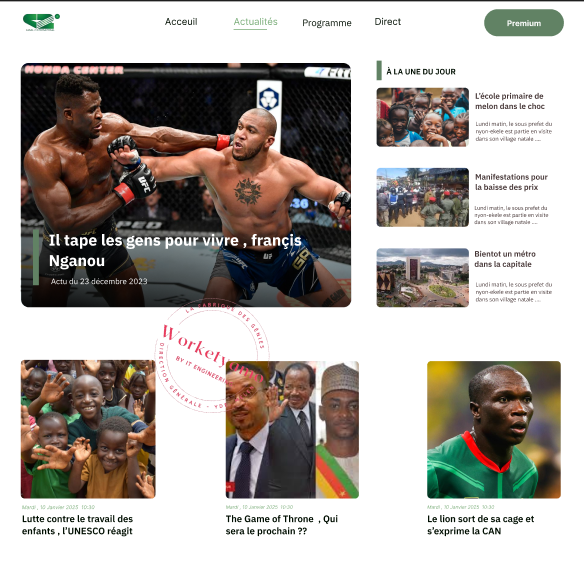 Acceuil
Actualités
Programme
Direct
Premium
HONDA CENTER
UFC
Il tape les gens pour vivre , françis
Nganou
Actu du 23 décembre 2023
À LA UNE DU JOUR
L'école primaire de
melon dans le choc
Lundi matin, le sous prefet du
nyon-ekele est partie en visite
dans son village natale ....
Manifestations pour
la baisse des prix
Lundi matin, le sous prefet du
nyon-ekele est partie en visite
dans son village natale ....
Bientot un métro
dans la capitale
Lundi matin, le sous prefet du
nyon-ekele est partie en visite
dans son village natale ....
LA FABRIQUE DES GENIES
BY IT ENGINEERING
DIRECTION GÉNÉRALE
Mardi , 10 Janvier 2025 10:30
Lutte contre le travail des
enfants , l'UNESCO réagit
Mardi , 10 Janvier 2025 10:30
The Game of Throne , Qui
sera le prochain ??
Mardi , 10 Janvier 2025 10:30
Le lion sort de sa cage et
s'exprime la CAN